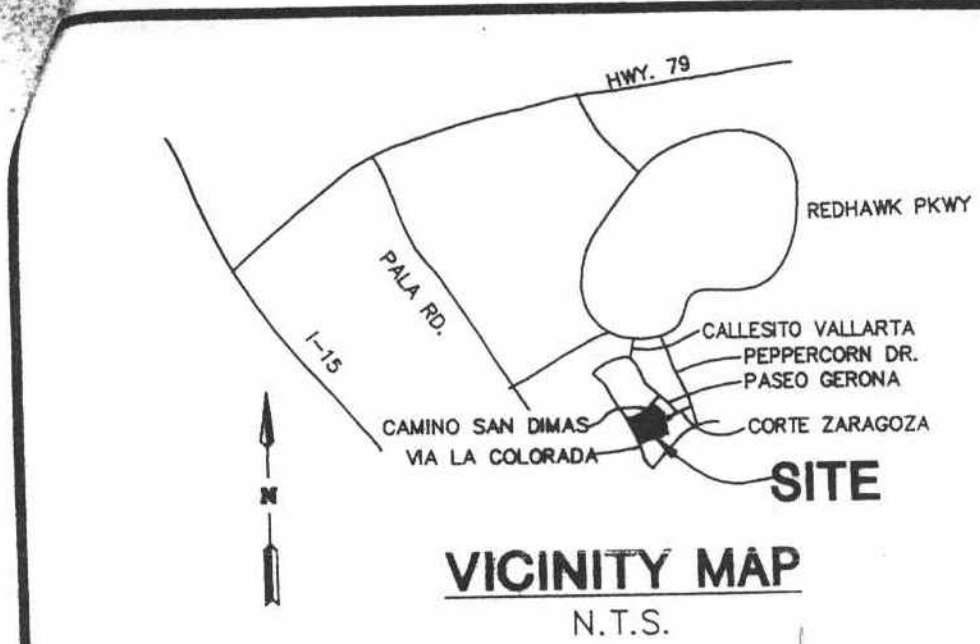 HWY. 79
REDHAWK PKWY
PALA RD.
I-15
CALLESITO VALLARTA
PEPPERCORN DR.
PASEO GERONA
CAMINO SAN DIMAS
CORTE ZARAGOZA
VIA LA COLORADA
SITE
N
VICINITY MAP
N.T.S.